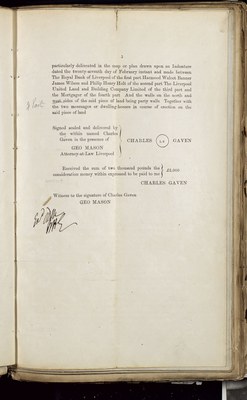 3
particularly delineated in the map or plan drawn upon an Indenture
dated the twenty-seventh day of February instant and made between
The Royal Bank of Liverpool of the first part Harmood Walcot Banner
James Wilson and Philip Henry Holt of the second part The Liverpool
United Land and Building Company Limited of the third part and
the Mortgagor of the fourth part And the walls on the north and
sides of the said piece of land being party walls Together with
the two messuages or dwelling-houses in course of erection on the
said piece of land
Signed sealed and delivered by
the within named Charles
Gaven in the presence of
GEO MASON
Attorney-at-Law Liverpool
CHARLES L S GAVEN
Received the sum of two thousand pounds the
consideration money within expressed to be paid to me
£2,000
CHARLES GAVEN
Witness to the signature of Charles Gaven
GEO MASON